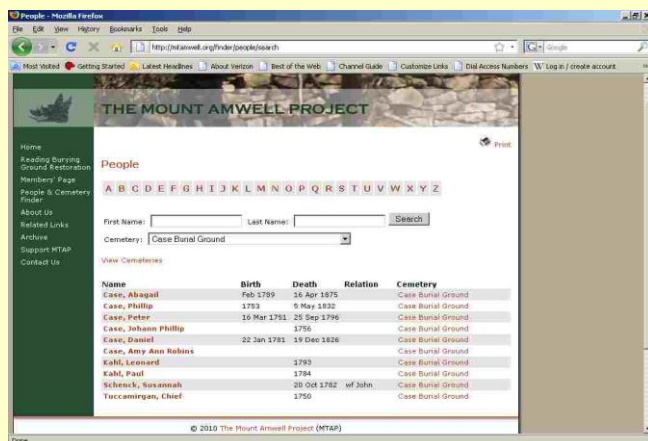 People - Mozilla Firefox
File Edit View History Bookmarks Tools Help
http://mtamwell.org/finder/people/search
Google
Most Visited Getting Started Latest Headlines About Verizon Best of the Web Channel Guide Customize Links Dial Access Numbers Log in / create account
THE MOUNT AMWELL PROJECT
Print
Home
Reading Burying
Ground Restoration
Members' Page
People & Cemetery
Finder
About Us
Related Links
Archive
Support MTAP
Contact Us
People
A B C D E F G H I J K L M N O P Q R S T U V W X Y Z
First Name: Last Name: Search
Cemetery: Case Burial Ground
View Cemeteries
Name Birth Death Relation Cemetery
Case, Abagail Feb 1789 16 Apr 1875 Case Burial Ground
Case, Phillip 1753 5 May 1832 Case Burial Ground
Case, Peter 16 Mar 1751 25 Sep 1796 Case Burial Ground
Case, Johann Phillip 1756 Case Burial Ground
Case, Daniel 22 Jan 1781 19 Dec 1826 Case Burial Ground
Case, Amy Ann Robins Case Burial Ground
Kahl, Leonard 1793 Case Burial Ground
Kahl, Paul 1784 Case Burial Ground
Schenck, Susannah 20 Oct 1782 wf John Case Burial Ground
Tuccamirgan, Chief 1750 Case Burial Ground
© 2010 The Mount Amwell Project (MTAP)
Done